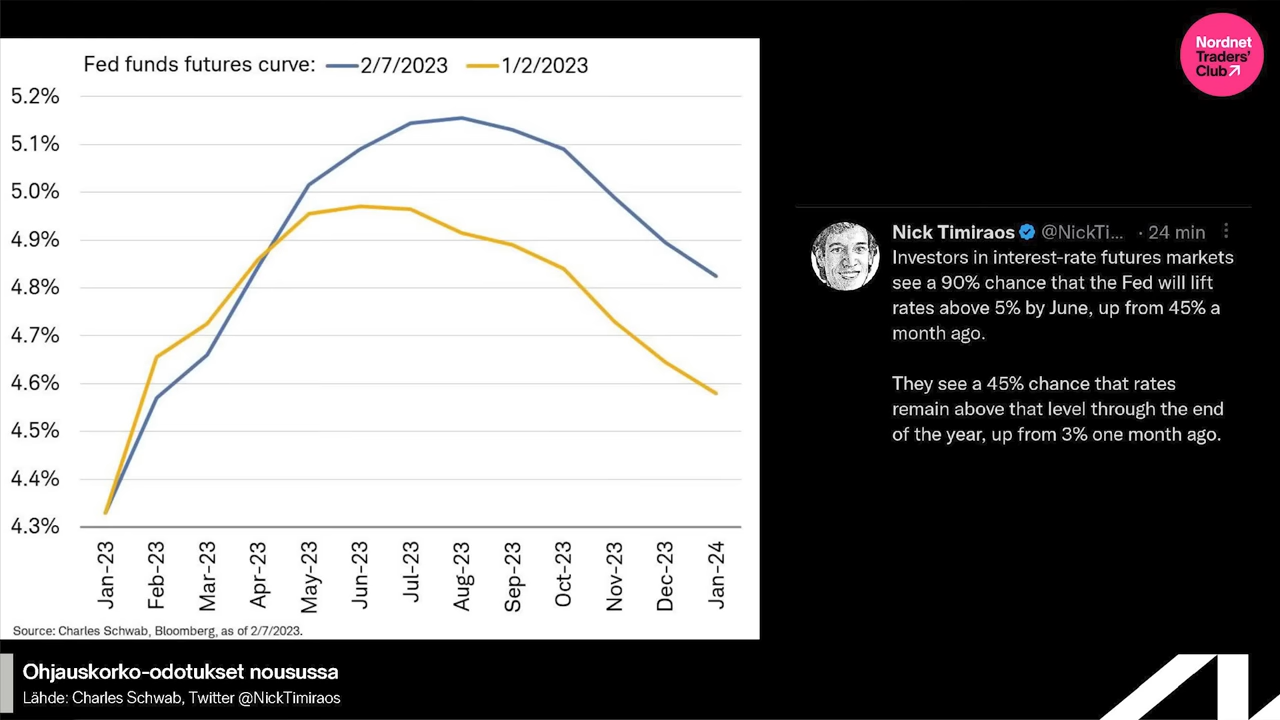 Fed funds futures curve: 2/7/2023 1/2/2023
5.2%
5.1%
5.0%
4.9%
4.8%
4.7%
4.6%
4.5%
4.4%
4.3%
Jan-23
Feb-23
Mar-23
Apr-23
May-23
Jun-23
Jul-23
Aug-23
Sep-23
Oct-23
Nov-23
Dec-23
Jan-24
Source: Charles Schwab, Bloomberg, as of 2/7/2023.
Nordnet
Traders'
Club
Nick Timiraos @NickTi... · 24 min
Investors in interest-rate futures markets
see a 90% chance that the Fed will lift
rates above 5% by June, up from 45% a
month ago.
They see a 45% chance that rates
remain above that level through the end
of the year, up from 3% one month ago.
Ohjauskorko-odotukset nousussa
Lähde: Charles Schwab, Twitter @NickTimiraos